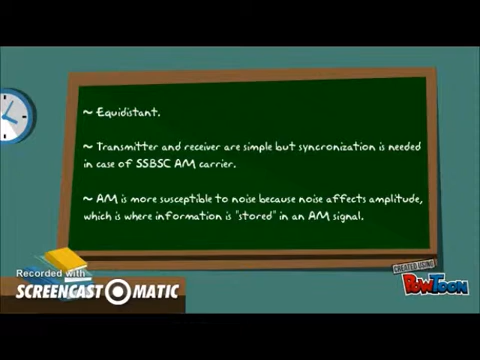 ~ Equidistant.
~ Transmitter and receiver are simple but syncronization is needed
in case of SSBSC AM carrier.
~ AM is more susceptible to noise because noise affects amplitude,
which is where information is "stored" in an AM signal.
Recorded with
SCREENCAST MATIC
CREATED USING
POWTOON